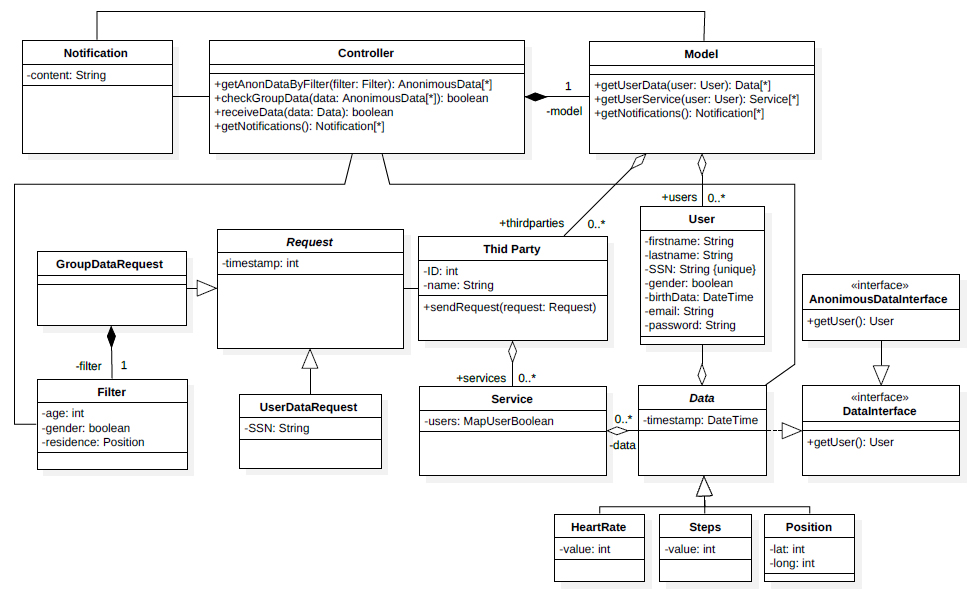 Notification
-content: String
Controller
+getAnonDataByFilter(filter: Filter): AnonimousData[*]
+checkGroupData(data: AnonimousData[*]): boolean
+receiveData(data: Data): boolean
+getNotifications(): Notification[*]
1
-model
Model
+getUserData(user: User): Data[*]
+getUserService(user: User): Service[*]
+getNotifications(): Notification[*]
+thirdparties
0..*
+users
0..*
GroupDataRequest
Request
-timestamp: int
Thid Party
-ID: int
-name: String
+sendRequest(request: Request)
User
-firstname: String
-lastname: String
-SSN: String {unique}
-gender: boolean
-birthData: DateTime
-email: String
-password: String
«interface»
AnonimousDataInterface
+getUser(): User
-filter
1
Filter
-age: int
-gender: boolean
-residence: Position
UserDataRequest
-SSN: String
+services
0..*
Service
-users: MapUserBoolean
0..*
-data
Data
-timestamp: DateTime
«interface»
DataInterface
+getUser(): User
HeartRate
-value: int
Steps
-value: int
Position
-lat: int
-long: int